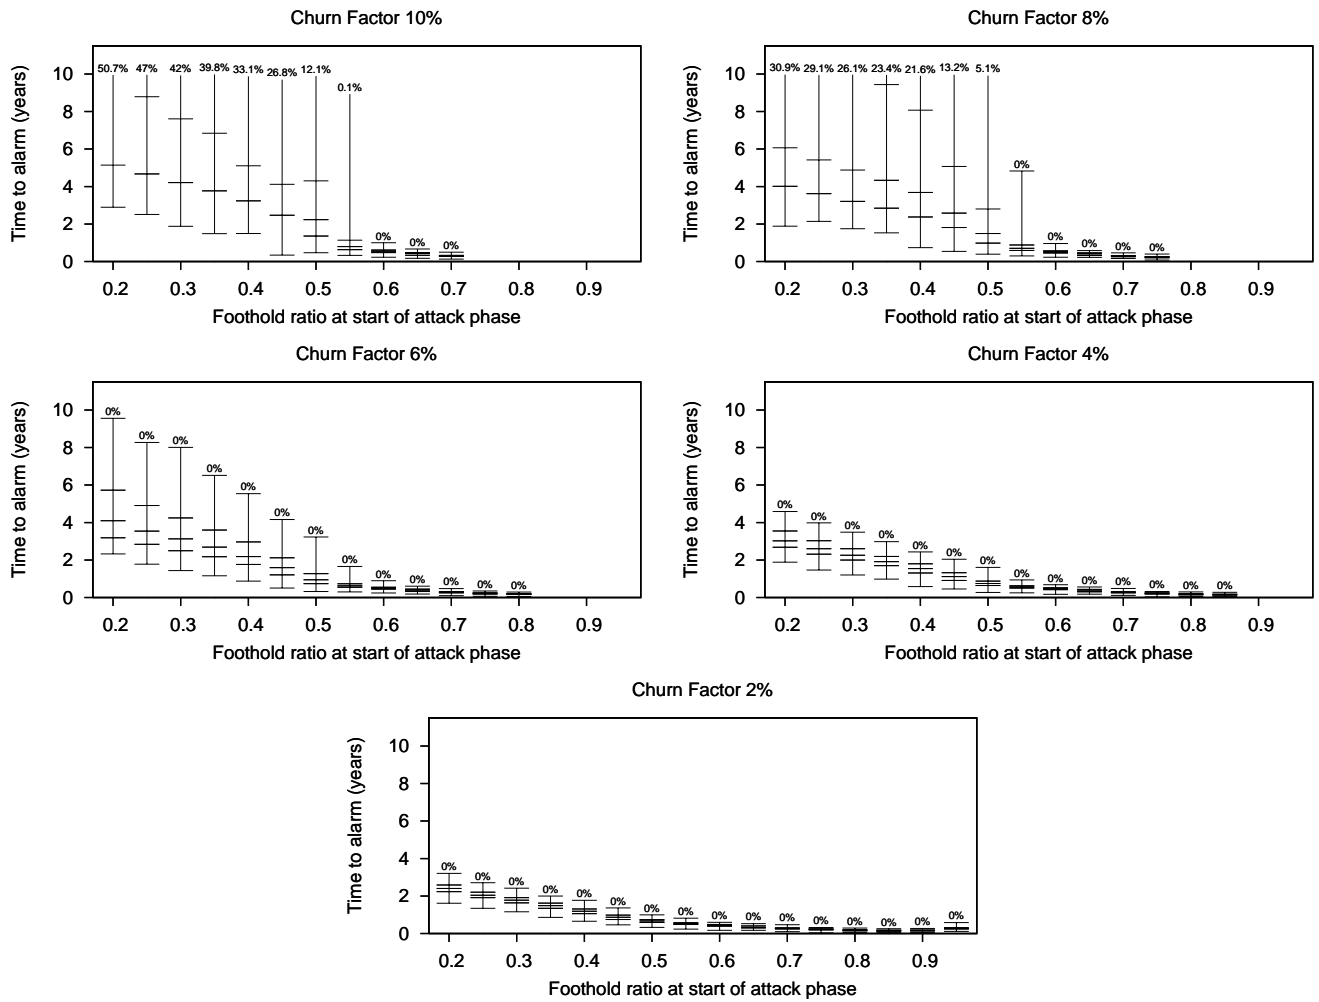 Churn Factor 10%
50.7% 47% 42% 39.8% 33.1% 26.8% 12.1% 0.1% 0% 0% 0%
Time to alarm (years)
10
8
6
4
2
0
0.2 0.3 0.4 0.5 0.6 0.7 0.8 0.9
Foothold ratio at start of attack phase
Churn Factor 8%
30.9% 29.1% 26.1% 23.4% 21.6% 13.2% 5.1% 0% 0% 0% 0% 0%
Time to alarm (years)
10
8
6
4
2
0
0.2 0.3 0.4 0.5 0.6 0.7 0.8 0.9
Foothold ratio at start of attack phase
Churn Factor 6%
0% 0% 0% 0% 0% 0% 0% 0% 0% 0% 0% 0% 0%
Time to alarm (years)
10
8
6
4
2
0
0.2 0.3 0.4 0.5 0.6 0.7 0.8 0.9
Foothold ratio at start of attack phase
Churn Factor 4%
0% 0% 0% 0% 0% 0% 0% 0% 0% 0% 0% 0% 0% 0%
Time to alarm (years)
10
8
6
4
2
0
0.2 0.3 0.4 0.5 0.6 0.7 0.8 0.9
Foothold ratio at start of attack phase
Churn Factor 2%
0% 0% 0% 0% 0% 0% 0% 0% 0% 0% 0% 0% 0% 0% 0% 0%
Time to alarm (years)
10
8
6
4
2
0
0.2 0.3 0.4 0.5 0.6 0.7 0.8 0.9
Foothold ratio at start of attack phase